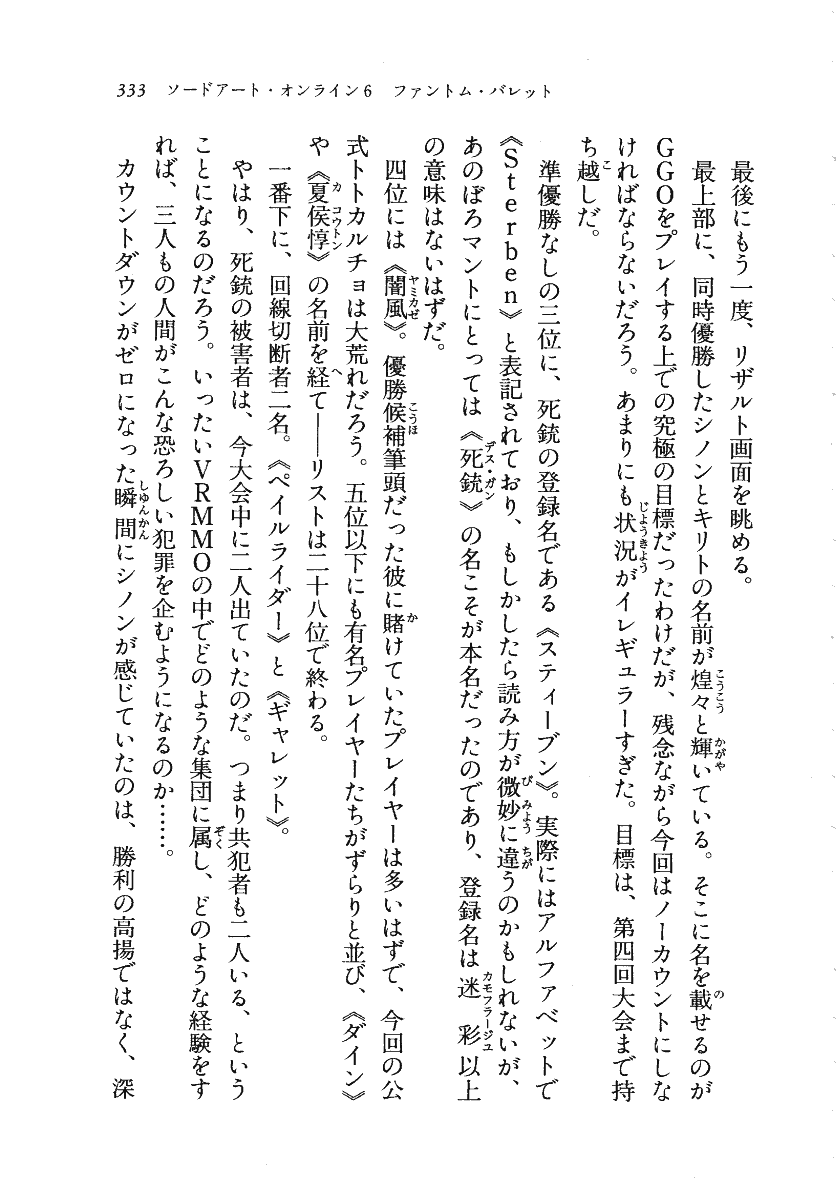 333 ソードアート・オンライン6 ファントム・バレット
最後にもう一度、リザルト画面を眺める。
最上部に、同時優勝したシノンとキリトの名前が煌々と輝いている。そこに名を載せるのが
GGOをプレイする上での究極の目標だったわけだが、残念ながら今回はノーカウントにしな
ければならないだろう。あまりにも状況がイレギュラーすぎた。目標は、第四回大会まで持
ち越しだ。
準優勝なしの三位に、死銃の登録名である《スティーブン》。実際にはアルファベットで
《Sterben》と表記されており、もしかしたら読み方が微妙に違うのかもしれないが、
あのぼろマントにとっては《死銃》の名こそが本名だったのであり、登録名は迷彩以上
の意味はないはずだ。
四位には《闇風》。優勝候補筆頭だった彼に賭けていたプレイヤーは多いはずで、今回の公
式トトカルチョは大荒れだろう。五位以下にも有名プレイヤーたちがずらりと並び、《ダイン》
や《夏侯惇》の名前を経て──リストは二十八位で終わる。
一番下に、回線切断者二名。《ペイルライダー》と《ギャレット》。
やはり、死銃の被害者は、今大会中に二人出ていたのだ。つまり共犯者も二人いる、という
ことになるのだろう。いったいVRMMOの中でどのような集団に属し、どのような経験をす
れば、三人もの人間がこんな恐ろしい犯罪を企むようになるのか……。
カウントダウンがゼロになった瞬間にシノンが感じていたのは、勝利の高揚ではなく、深